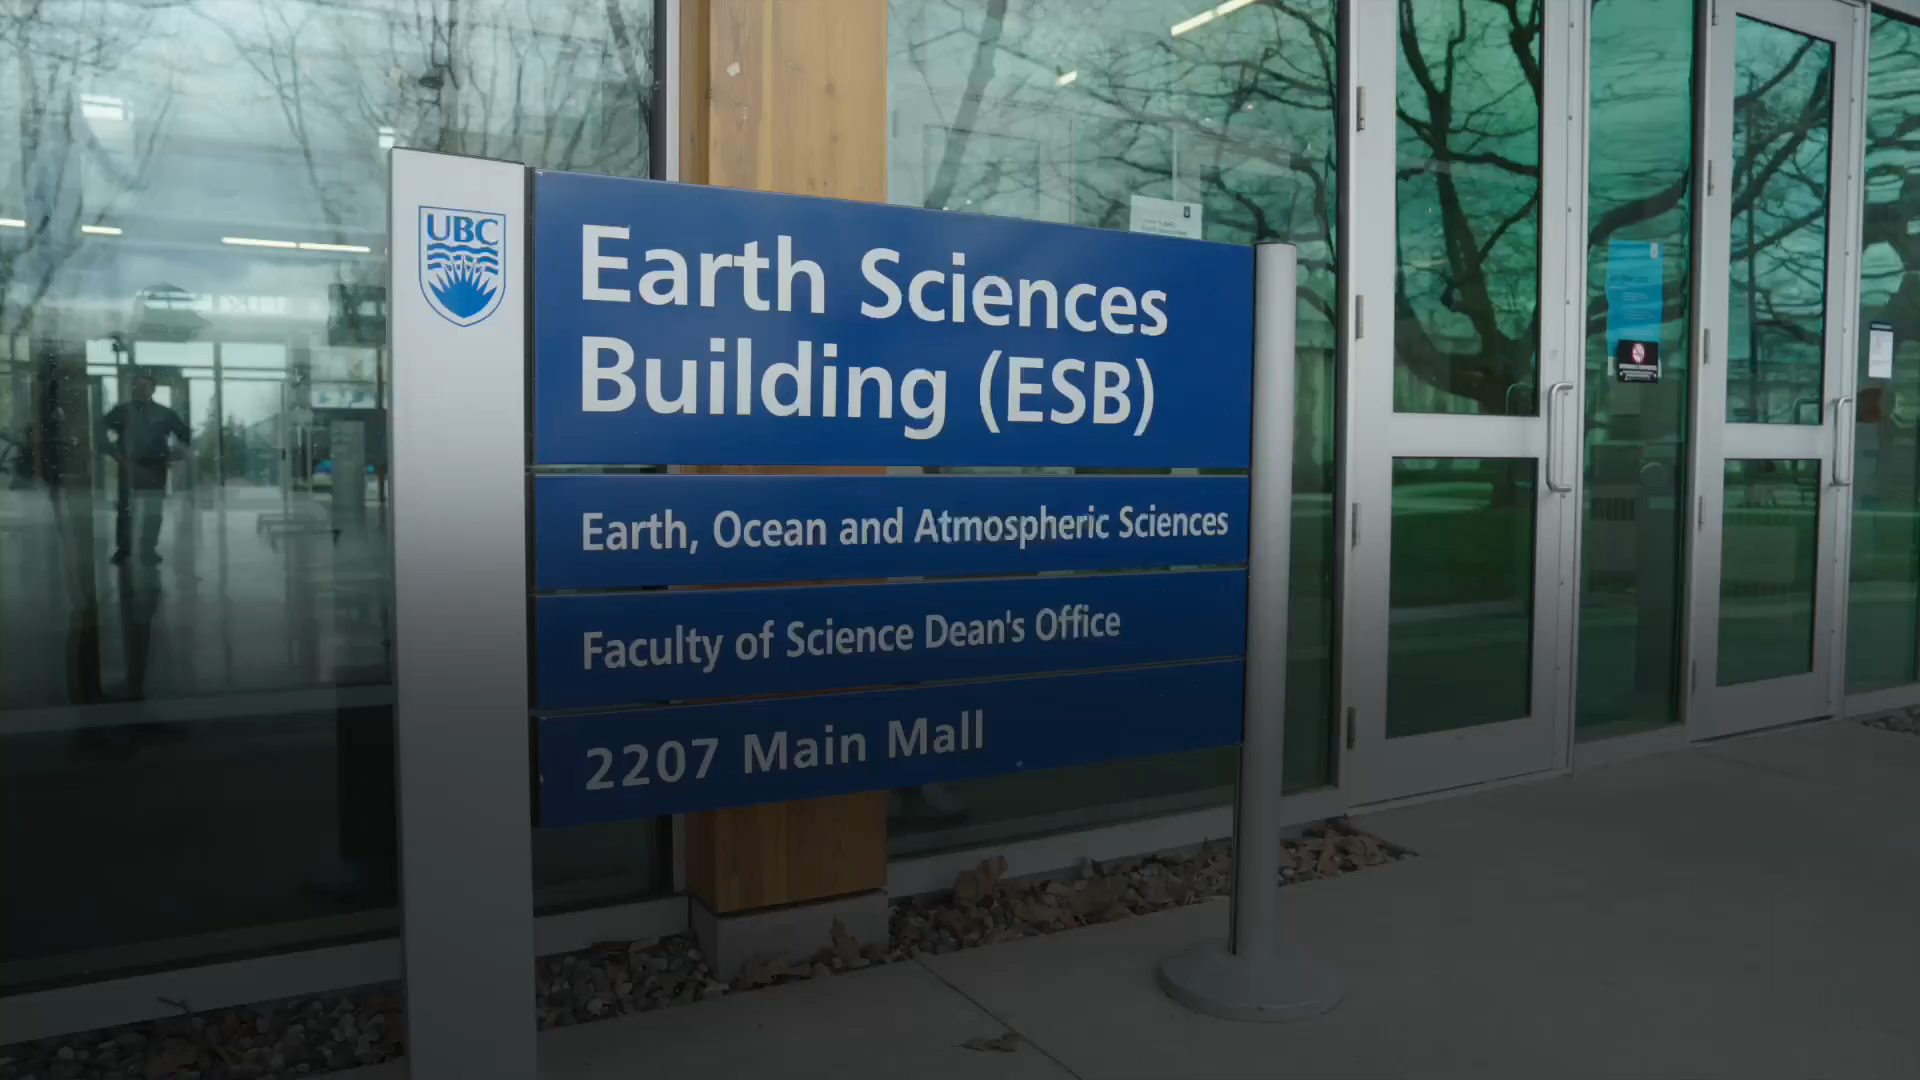 UBC
Earth Sciences
Building (ESB)
Earth, Ocean and Atmospheric Sciences
Faculty of Science Dean's Office
2207 Main Mall